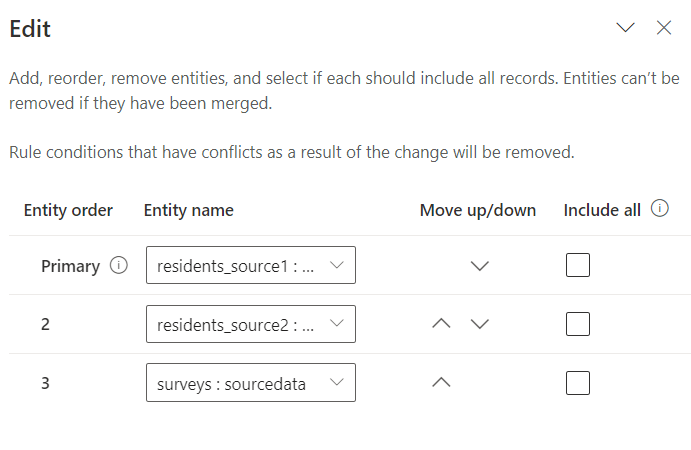 Edit
Add, reorder, remove entities, and select if each should include all records. Entities can’t be
removed if they have been merged.
Rule conditions that have conflicts as a result of the change will be removed.
Entity order Entity name Move up/down Include all
Primary residents_source1 : ...
2 residents_source2 : ...
3 surveys : sourcedata